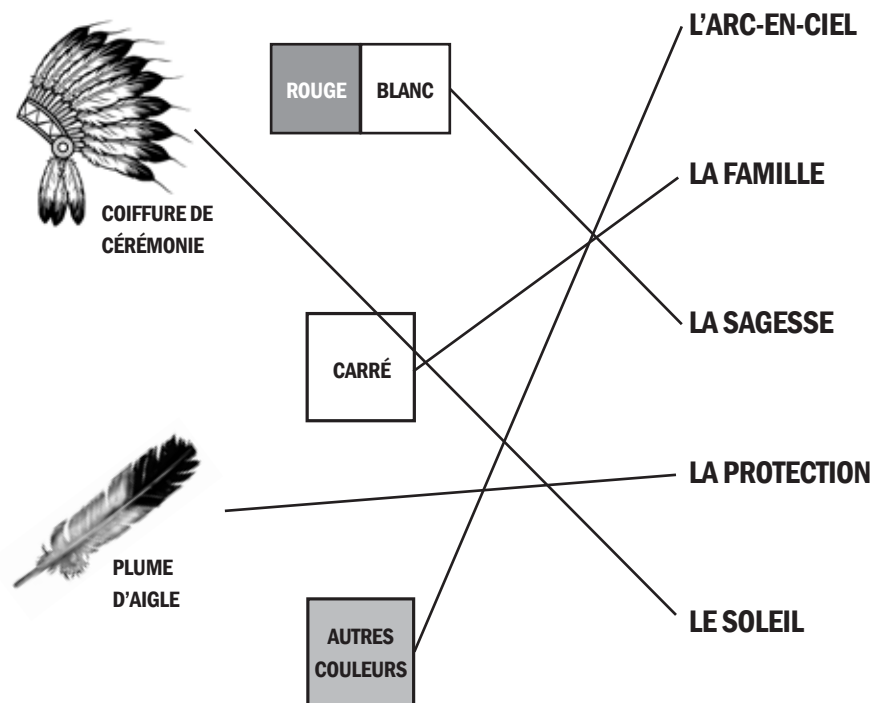 L'ARC-EN-CIEL
ROUGE
BLANC
LA FAMILLE
COIFFURE DE
CÉRÉMONIE
LA SAGESSE
CARRÉ
LA PROTECTION
PLUME
D'AIGLE
LE SOLEIL
AUTRES
COULEURS